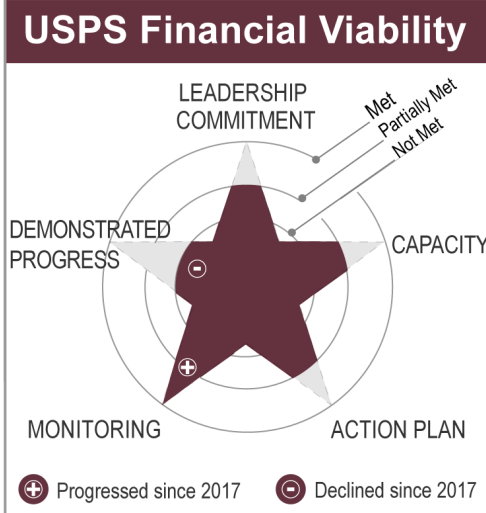 USPS Financial Viability
LEADERSHIP
COMMITMENT
Met
Partially Met
Not Met
DEMONSTRATED
PROGRESS
CAPACITY
-
+
MONITORING
ACTION PLAN
+ Progressed since 2017
- Declined since 2017